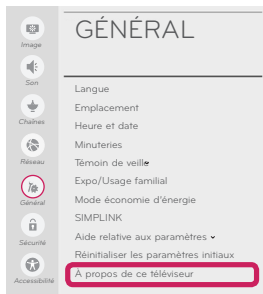 GÉNÉRAL
Image
Son
Chaînes
Réseau
Général
Sécurité
Accessibilité
Langue
Emplacement
Heure et date
Minuteries
Témoin de veille
Expo/Usage familial
Mode économie d'énergie
SIMPLINK
Aide relative aux paramètres
Réinitialiser les paramètres initiaux
À propos de ce téléviseur